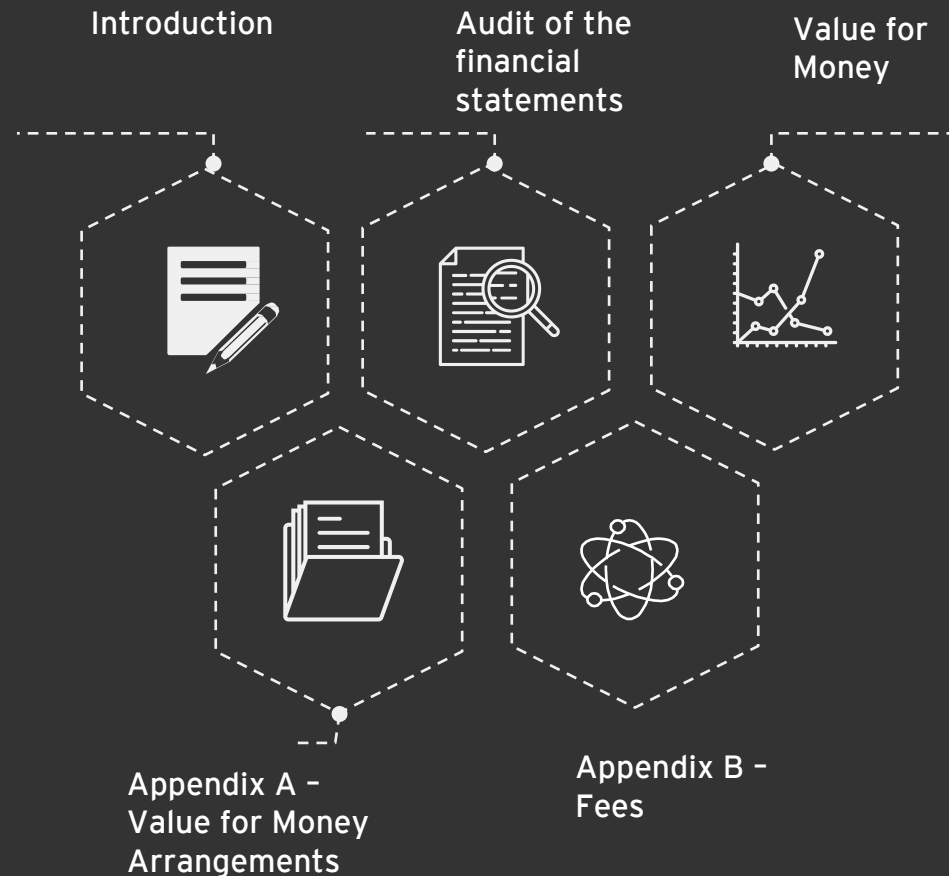 Introduction
Audit of the
financial
statements
Value for
Money
Appendix A –
Value for Money
Arrangements
Appendix B –
Fees